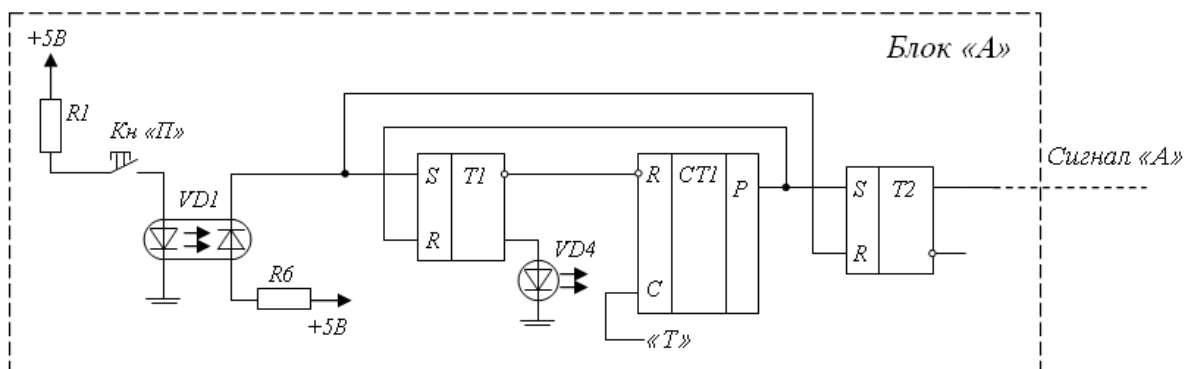 +5В
Блок «А»
R1
Кн «П»
Сигнал «А»
S
T1
R
CT1
P
S
T2
VD1
R
VD4
R
R6
C
+5В
«Т»